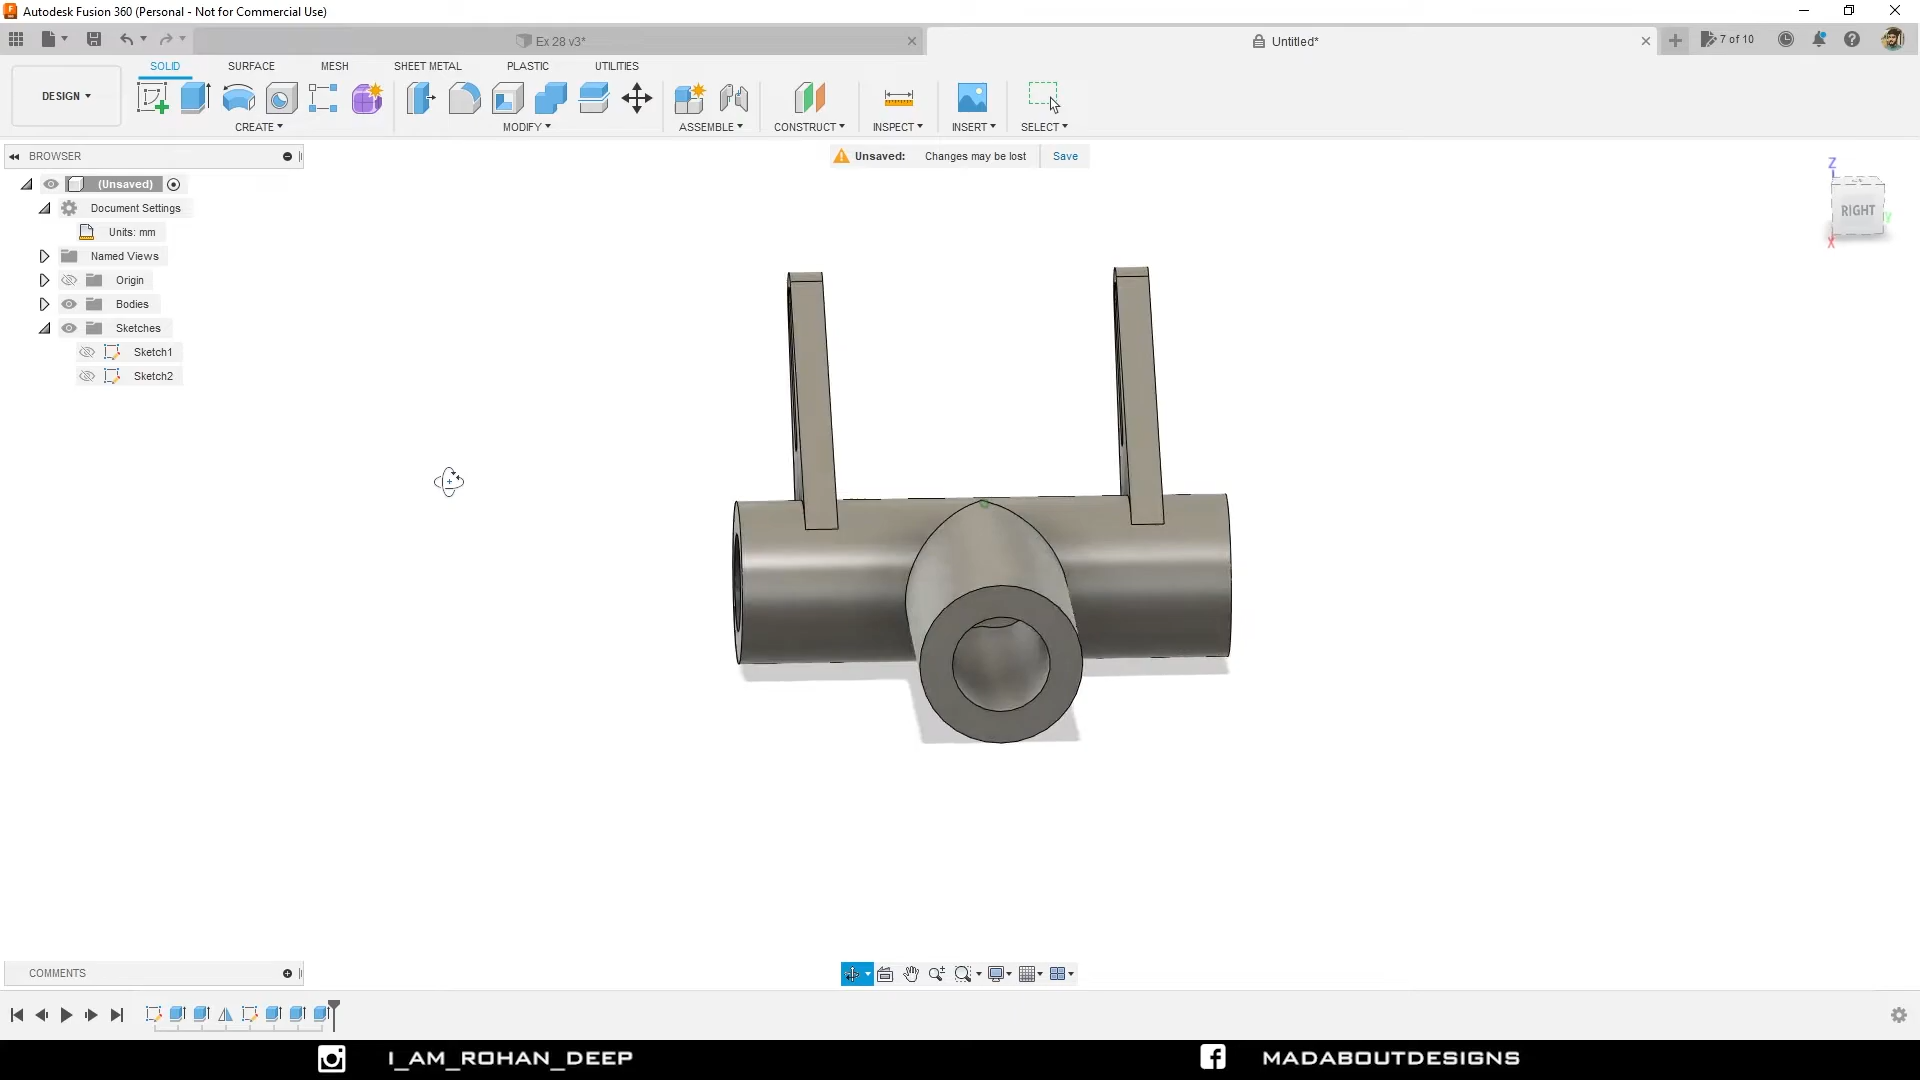 Autodesk Fusion 360 (Personal - Not for Commercial Use)
Ex 28 v3*
Untitled*
7 of 10
DESIGN
SOLID
SURFACE
MESH
SHEET METAL
PLASTIC
UTILITIES
CREATE
MODIFY
ASSEMBLE
CONSTRUCT
INSPECT
INSERT
SELECT
BROWSER
Unsaved: Changes may be lost Save
(Unsaved)
Document Settings
Units: mm
Named Views
Origin
Bodies
Sketches
Sketch1
Sketch2
Z
RIGHT
Y
X
COMMENTS
I_AM_ROHAN_DEEP
MADABOUTDESIGNS